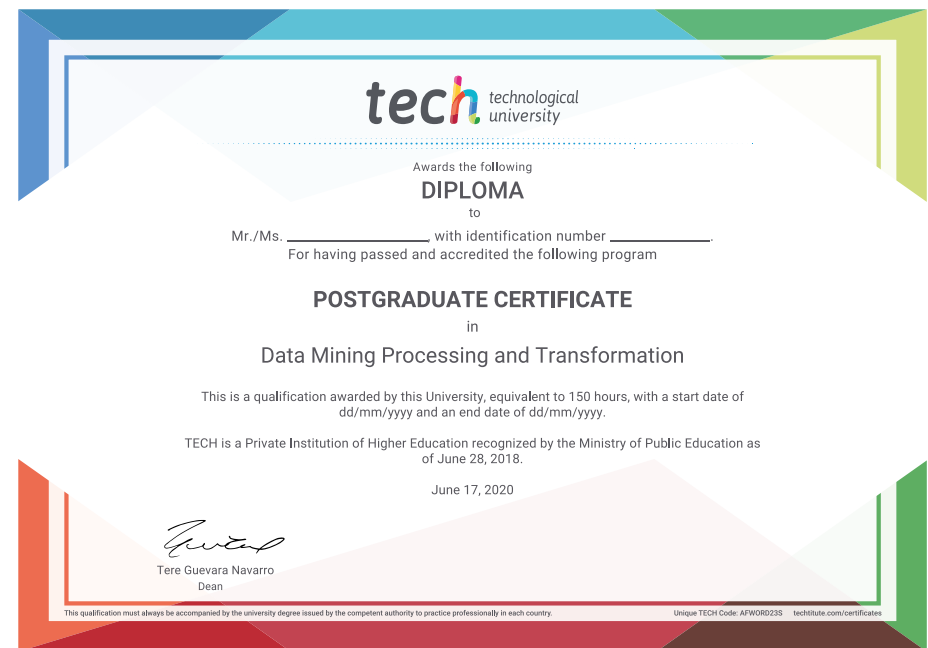 tech technological
university
Awards the following
DIPLOMA
to
Mr./Ms. ____________, with identification number ____________.
For having passed and accredited the following program
POSTGRADUATE CERTIFICATE
in
Data Mining Processing and Transformation
This is a qualification awarded by this University, equivalent to 150 hours, with a start date of
dd/mm/yyyy and an end date of dd/mm/yyyy.
TECH is a Private Institution of Higher Education recognized by the Ministry of Public Education as
of June 28, 2018.
June 17, 2020
Tere Guevara Navarro
Dean
This qualification must always be accompanied by the university degree issued by the competent authority to practice professionally in each country. Unique TECH Code: AFWORD23S techtitute.com/certificates